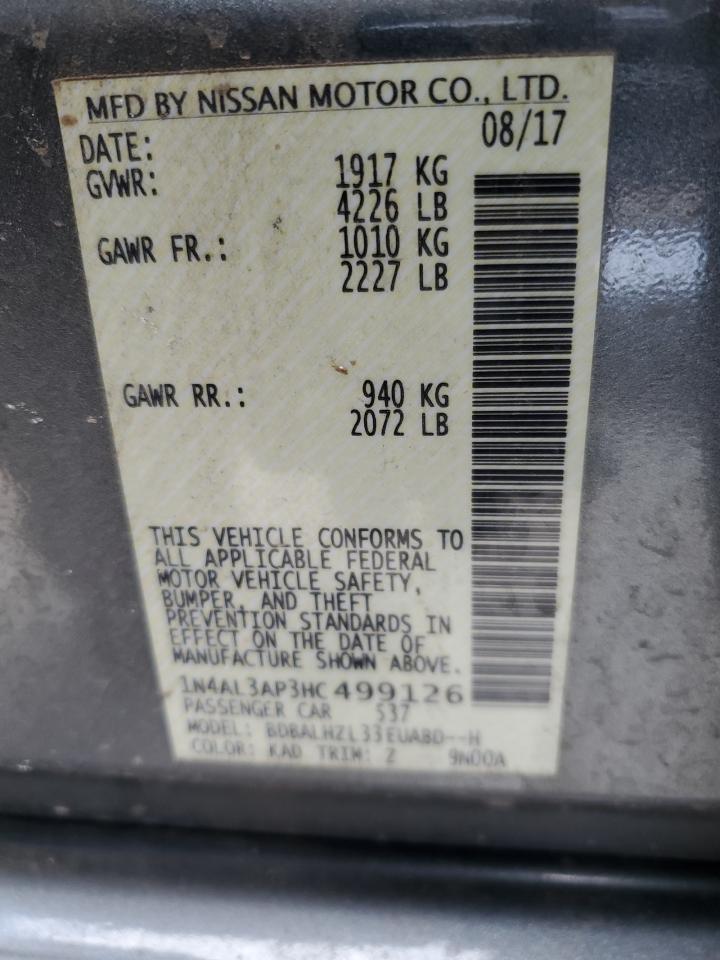 MFD BY NISSAN MOTOR CO., LTD.
DATE: 08/17
GVWR: 1917 KG
4226 LB
GAWR FR.: 1010 KG
2227 LB
GAWR RR.: 940 KG
2072 LB
THIS VEHICLE CONFORMS TO
ALL APPLICABLE FEDERAL
MOTOR VEHICLE SAFETY,
BUMPER, AND THEFT
PREVENTION STANDARDS IN
EFFECT ON THE DATE OF
MANUFACTURE SHOWN ABOVE.
1N4AL3AP3HC499126
PASSENGER CAR 537
MODEL: BDBALHZL33EUABD--H
COLOR: KAD TRIM: Z 9N00A